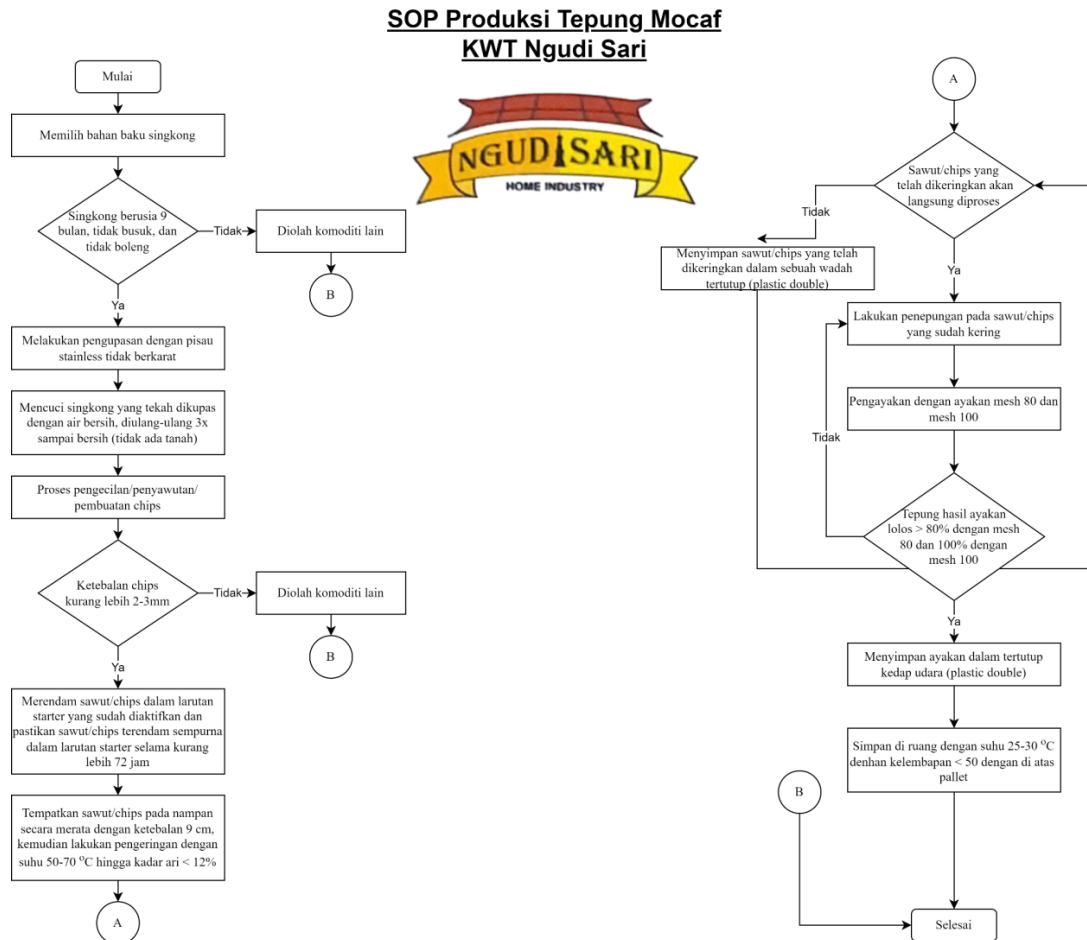 SOP Produksi Tepung Mocaf
KWT Ngudi Sari
NGUDI SARI
HOME INDUSTRY
Mulai
Memilih bahan baku singkong
Singkong berusia 9
bulan, tidak busuk, dan
tidak boleng
Tidak
Diolah komoditi lain
B
Ya
Melakukan pengupasan dengan pisau
stainless tidak berkarat
Mencuci singkong yang tekah dikupas
dengan air bersih, diulang-ulang 3x
sampai bersih (tidak ada tanah)
Proses pengecilan/penyawutan/
pembuatan chips
Ketebalan chips
kurang lebih 2-3mm
Tidak
Diolah komoditi lain
B
Ya
Merendam sawut/chips dalam larutan
starter yang sudah diaktifkan dan
pastikan sawut/chips terendam sempurna
dalam larutan starter selama kurang
lebih 72 jam
Tempatkan sawut/chips pada nampan
secara merata dengan ketebalan 9 cm,
kemudian lakukan pengeringan dengan
suhu 50-70 °C hingga kadar ari < 12%
A
A
Sawut/chips yang
telah dikeringkan akan
langsung diproses
Tidak
Menyimpan sawut/chips yang telah
dikeringkan dalam sebuah wadah
tertutup (plastic double)
Ya
Lakukan penepungan pada sawut/chips
yang sudah kering
Pengayakan dengan ayakan mesh 80 dan
mesh 100
Tidak
Tepung hasil ayakan
lolos > 80% dengan mesh
80 dan 100% dengan
mesh 100
Ya
Menyimpan ayakan dalam tertutup
kedap udara (plastic double)
Simpan di ruang dengan suhu 25-30 °C
denhan kelembapan < 50 dengan di atas
pallet
B
Selesai